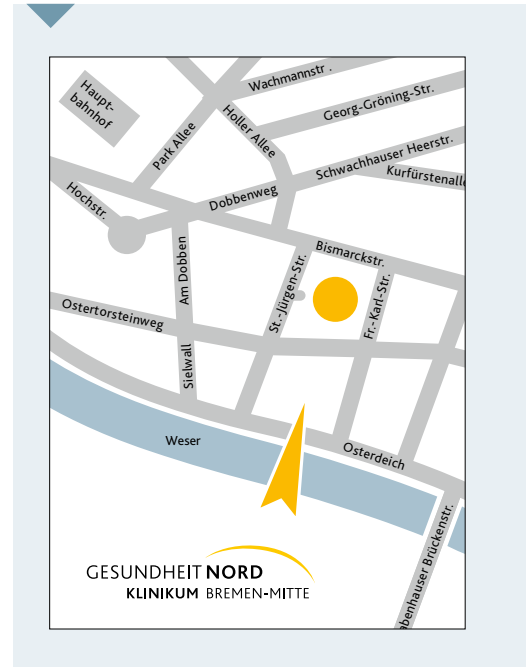 Wachmannstr .
Haupt-
bahnhof
Georg-Gröning-Str.
Holler Allee
Park Allee
Schwachhauser Heerstr.
Kurfürstenalle
Hochstr.
Dobbenweg
Bismarckstr.
Am Dobben
St.-Jürgen-Str.
Fr.-Karl-Str.
Ostertorsteinweg
Sielwall
Weser
Osterdeich
abenhauser Brückenstr.
GESUNDHEIT NORD
KLINIKUM BREMEN-MITTE